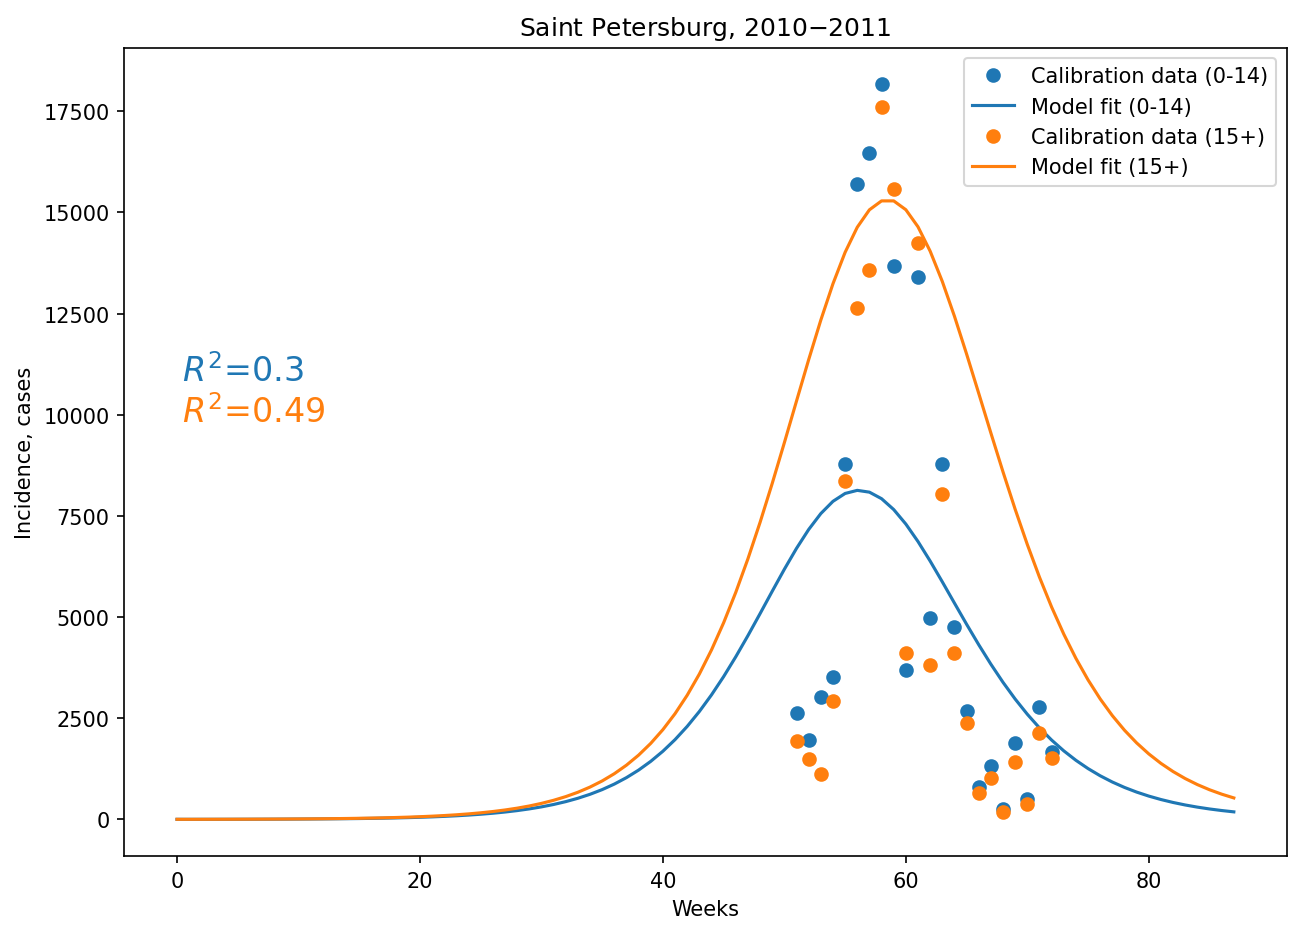 Saint Petersburg, 2010−2011
Calibration data (0-14)
Model fit (0-14)
Calibration data (15+)
Model fit (15+)
17500
15000
12500
10000
7500
5000
2500
0
Incidence, cases
R²=0.3
R²=0.49
0 20 40 60 80
Weeks